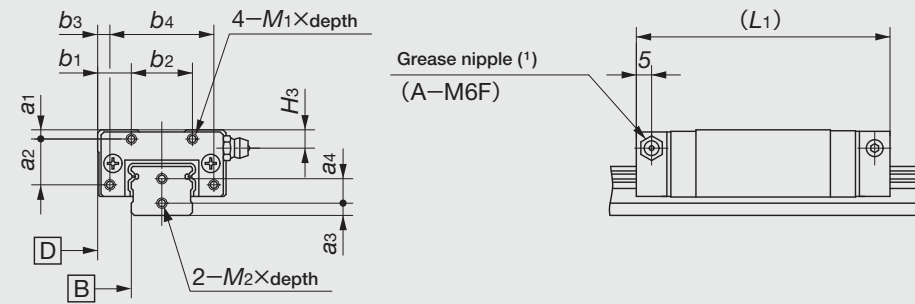 b3 b4 4−M1×depth
b1 b2
H3
a1
a2
a4
a3
D
B
2−M2×depth
(L1)
5
Grease nipple (1)
(A−M6F)